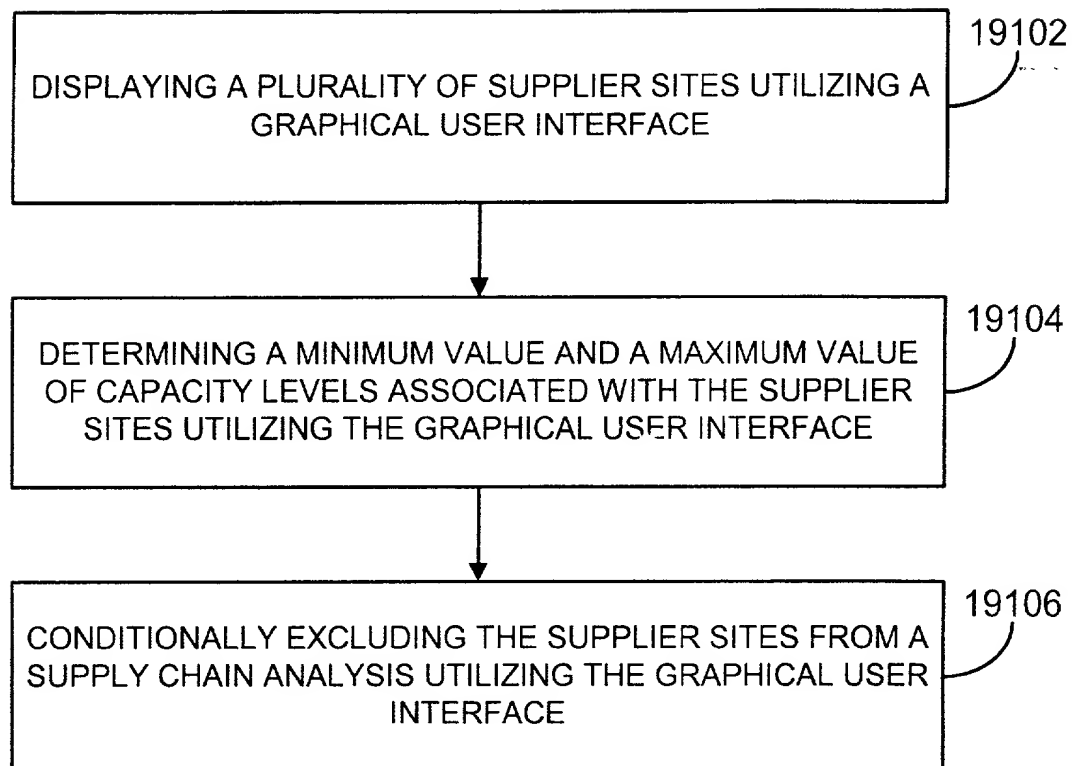 19102
DISPLAYING A PLURALITY OF SUPPLIER SITES UTILIZING A
GRAPHICAL USER INTERFACE
19104
DETERMINING A MINIMUM VALUE AND A MAXIMUM VALUE
OF CAPACITY LEVELS ASSOCIATED WITH THE SUPPLIER
SITES UTILIZING THE GRAPHICAL USER INTERFACE
19106
CONDITIONALLY EXCLUDING THE SUPPLIER SITES FROM A
SUPPLY CHAIN ANALYSIS UTILIZING THE GRAPHICAL USER
INTERFACE